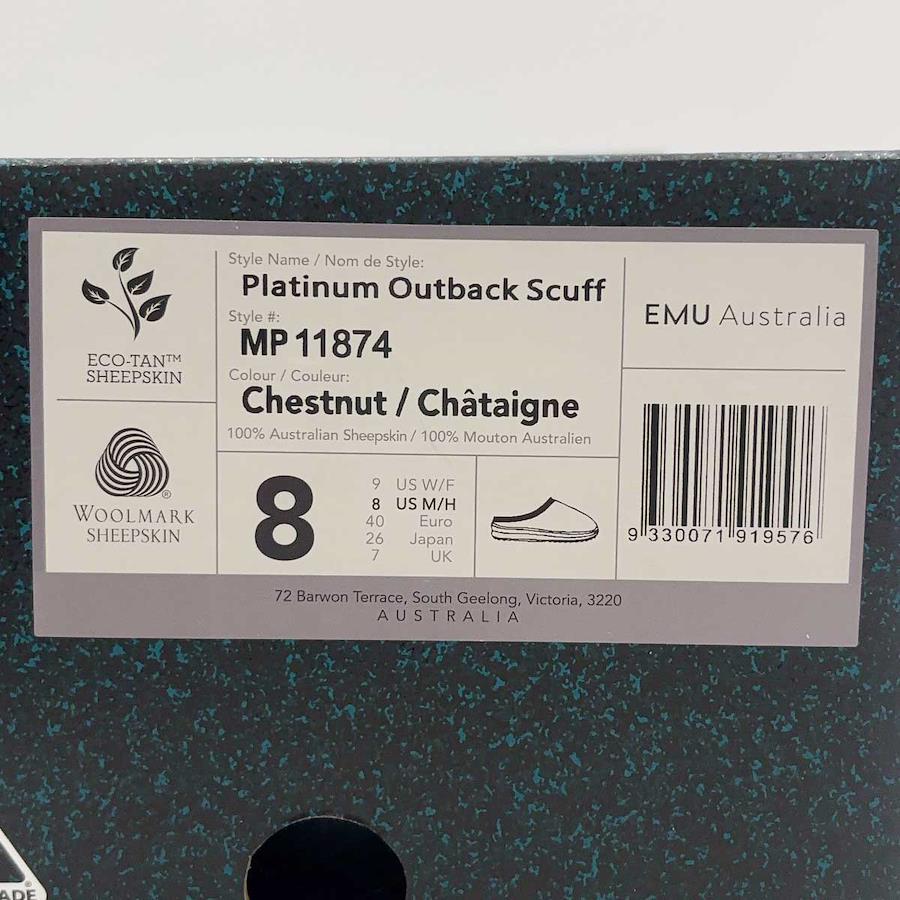 ECO-TAN™
SHEEPSKIN
WOOLMARK
SHEEPSKIN
®
Style Name / Nom de Style:
Platinum Outback Scuff
Style #:
MP 11874
Colour / Couleur:
Chestnut / Châtaigne
100% Australian Sheepskin / 100% Mouton Australien
8
9 US W/F
8 US M/H
40 Euro
26 Japan
7 UK
EMU Australia
9 330071 919576
72 Barwon Terrace, South Geelong, Victoria, 3220
AUSTRALIA